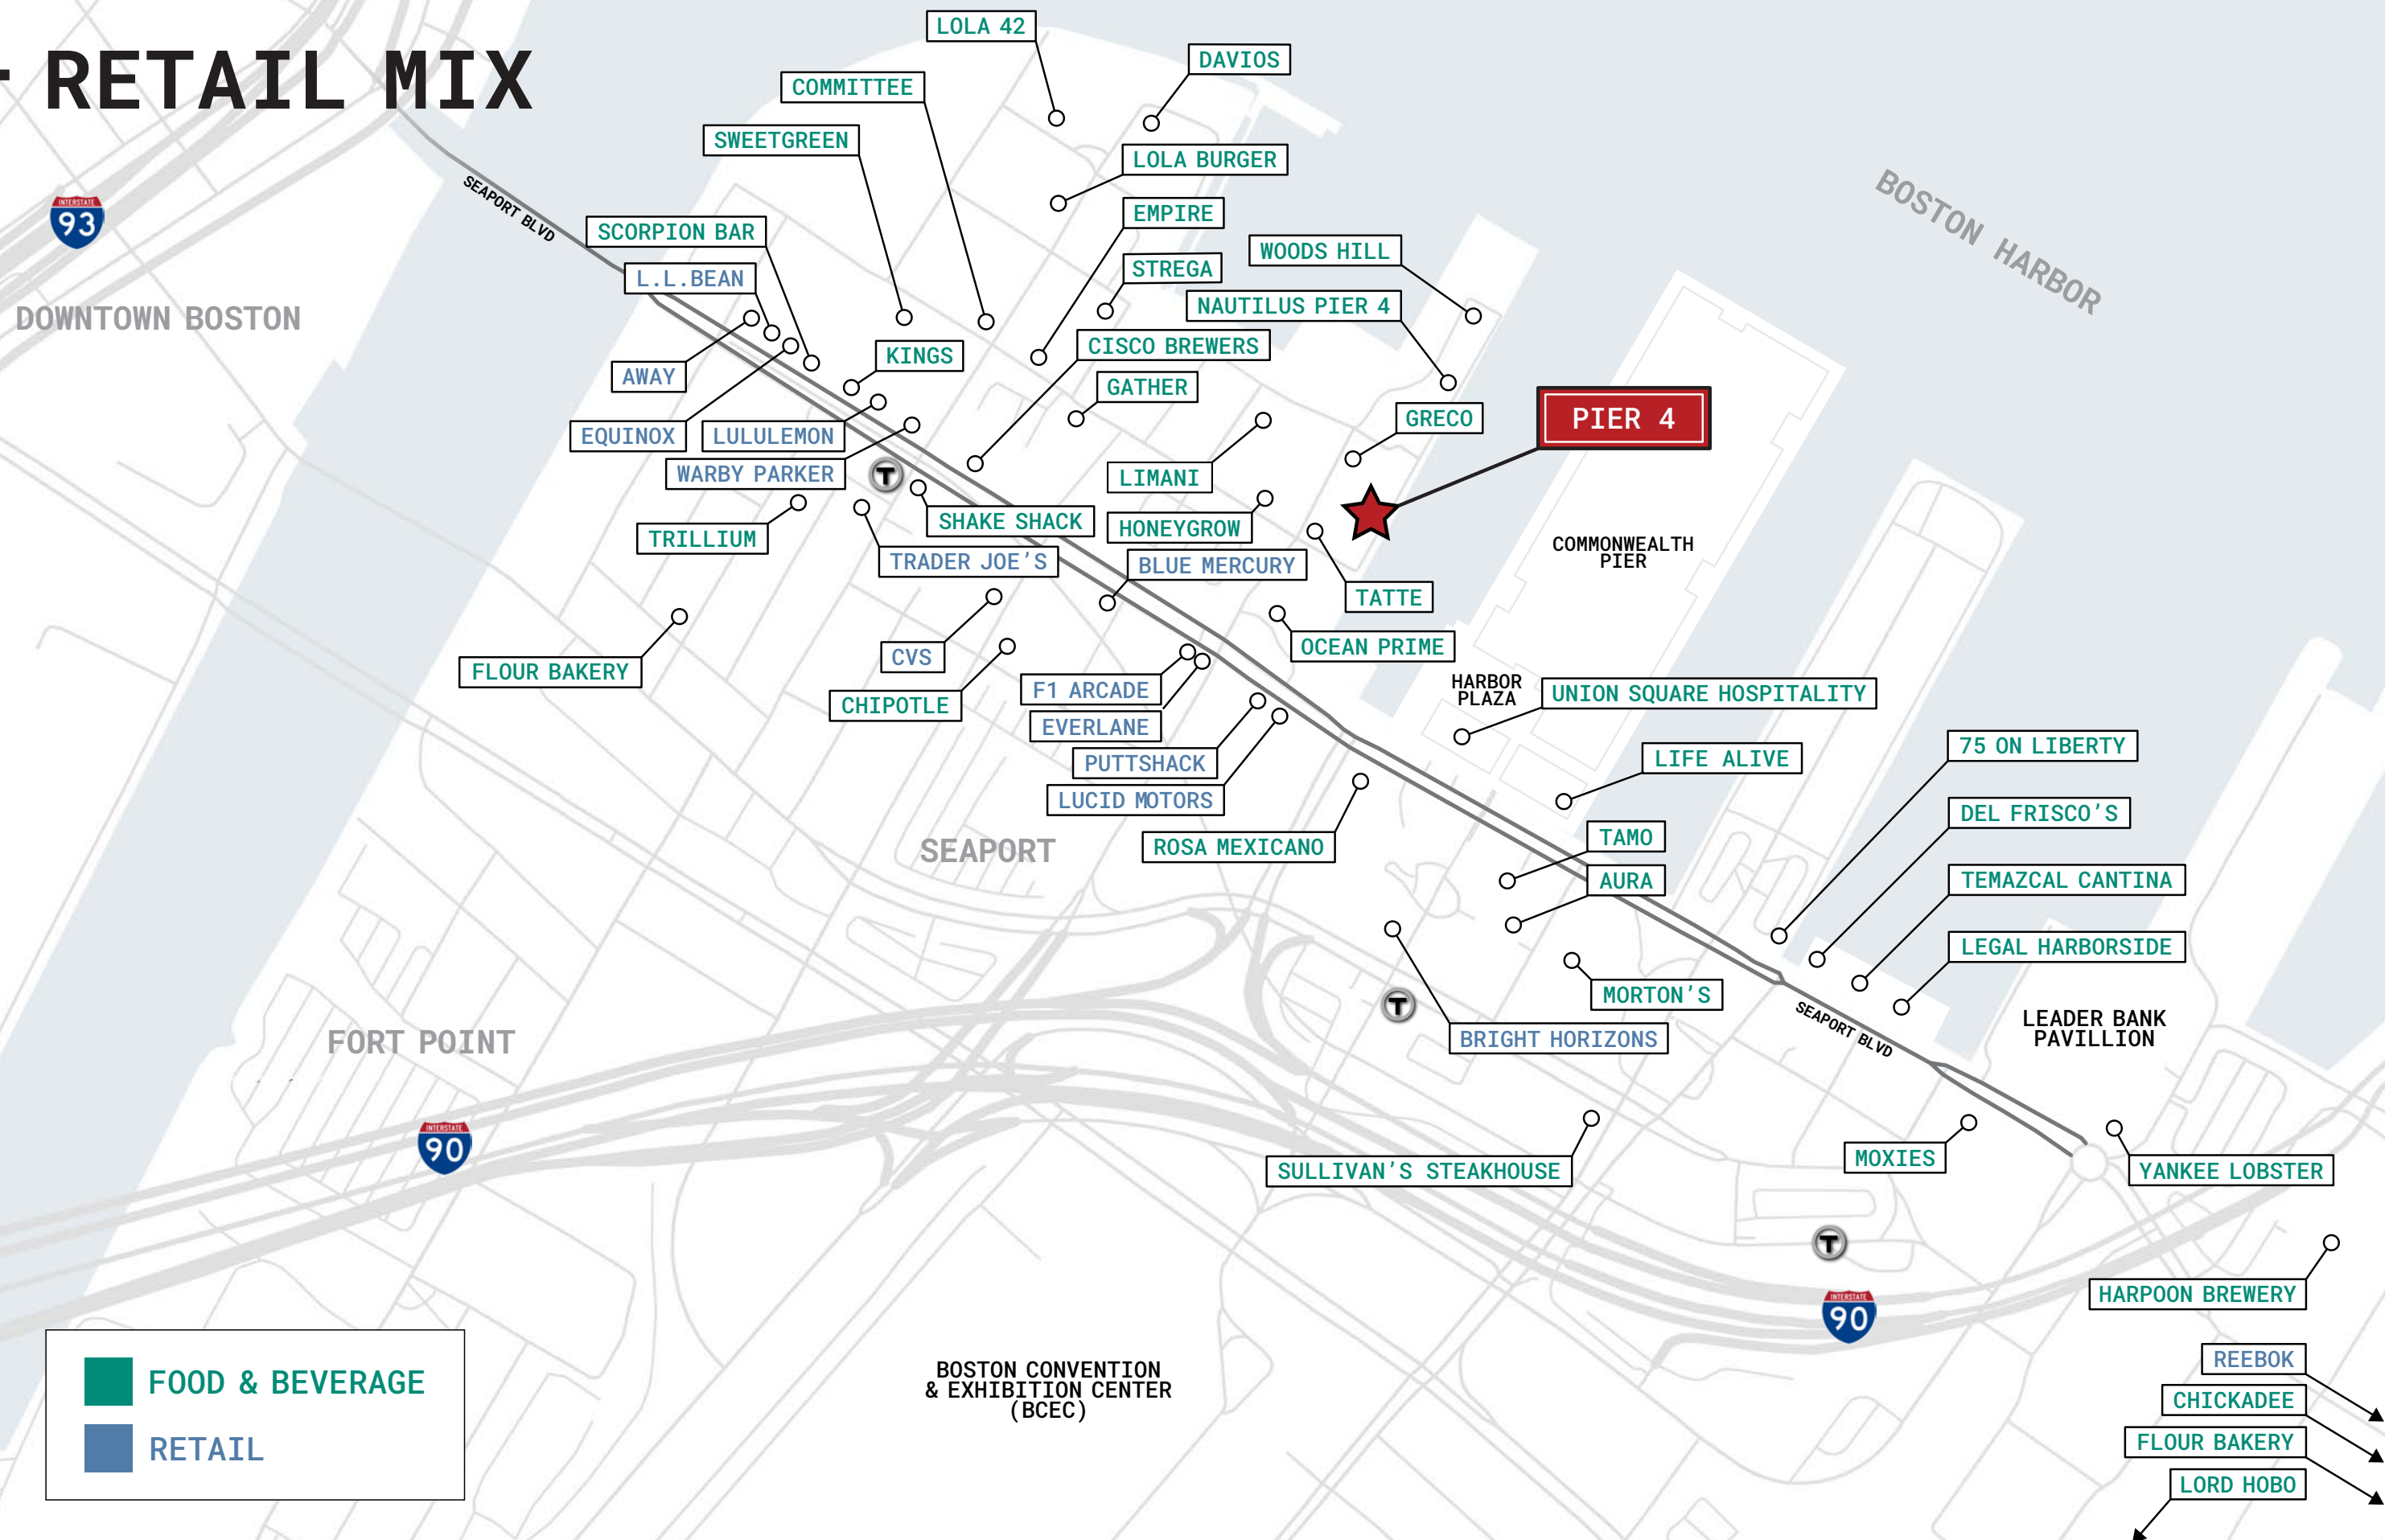 RETAIL MIX
LOLA 42
DAVIOS
COMMITTEE
SWEETGREEN
LOLA BURGER
SEAPORT BLVD
INTERSTATE
93
EMPIRE
SCORPION BAR
WOODS HILL
STREGA
L.L.BEAN
BOSTON HARBOR
NAUTILUS PIER 4
DOWNTOWN BOSTON
CISCO BREWERS
KINGS
AWAY
GATHER
GRECO
PIER 4
EQUINOX
LULULEMON
WARBY PARKER
T
LIMANI
SHAKE SHACK
HONEYGROW
TRILLIUM
COMMONWEALTH
PIER
TRADER JOE'S
BLUE MERCURY
TATTE
OCEAN PRIME
CVS
FLOUR BAKERY
F1 ARCADE
HARBOR
PLAZA
UNION SQUARE HOSPITALITY
CHIPOTLE
EVERLANE
75 ON LIBERTY
LIFE ALIVE
PUTTSHACK
LUCID MOTORS
DEL FRISCO'S
TAMO
ROSA MEXICANO
SEAPORT
AURA
TEMAZCAL CANTINA
LEGAL HARBORSIDE
MORTON'S
T
SEAPORT BLVD
LEADER BANK
PAVILLION
BRIGHT HORIZONS
FORT POINT
INTERSTATE
90
MOXIES
SULLIVAN'S STEAKHOUSE
YANKEE LOBSTER
T
HARPOON BREWERY
INTERSTATE
90
REEBOK
BOSTON CONVENTION
& EXHIBITION CENTER
(BCEC)
FOOD & BEVERAGE
CHICKADEE
FLOUR BAKERY
RETAIL
LORD HOBO